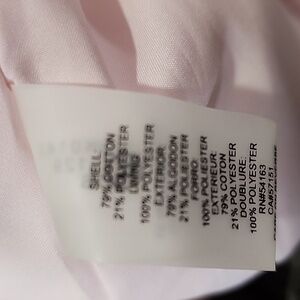 SHELL
79% COTTON
21% POLYESTER
LINING
100% POLYESTER
EXTERIOR:
79% ALGODON
21% POLIESTER
FORRO:
100% POLIESTER
EXTERIEUR:
79% COTON
21% POLYESTER
DOUBLURE:
100% POLYESTER
RN#54163
CA#57151